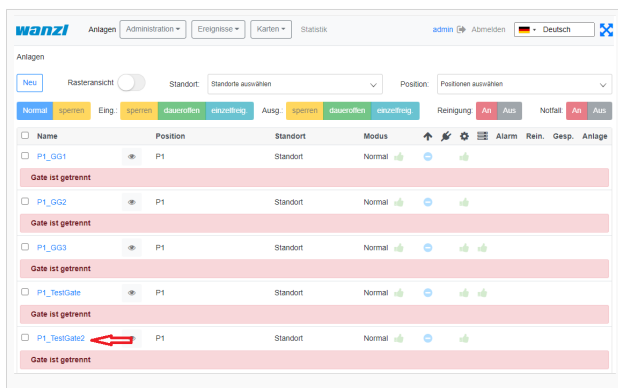 wanzl Anlagen Administration Ereignisse Karten Statistik admin Abmelden Deutsch
Anlagen
Neu Rasteransicht Standort: Standorte auswählen Position: Positionen auswählen
Normal sperren Eing.: sperren daueroffen einzelfreig. Ausg.: sperren daueroffen einzelfreig. Reinigung: An Aus Notfall: An Aus
Name Position Standort Modus Alarm Rein. Gesp. Anlage
P1_GG1 P1 Standort Normal
Gate ist getrennt
P1_GG2 P1 Standort Normal
Gate ist getrennt
P1_GG3 P1 Standort Normal
Gate ist getrennt
P1_TestGate P1 Standort Normal
Gate ist getrennt
P1_TestGate2 P1 Standort Normal
Gate ist getrennt